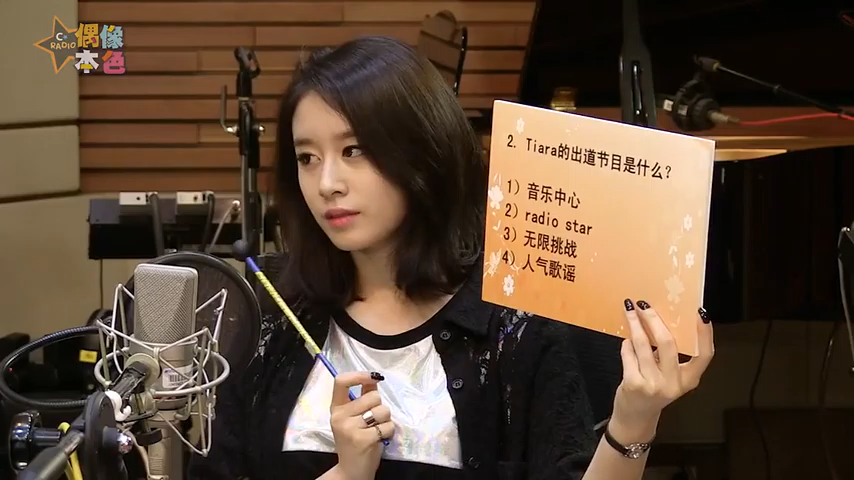 C
RADIO
偶像
本色
2. Tiara的出道节目是什么?
1) 音乐中心
2) radio star
3) 无限挑战
4) 人气歌谣